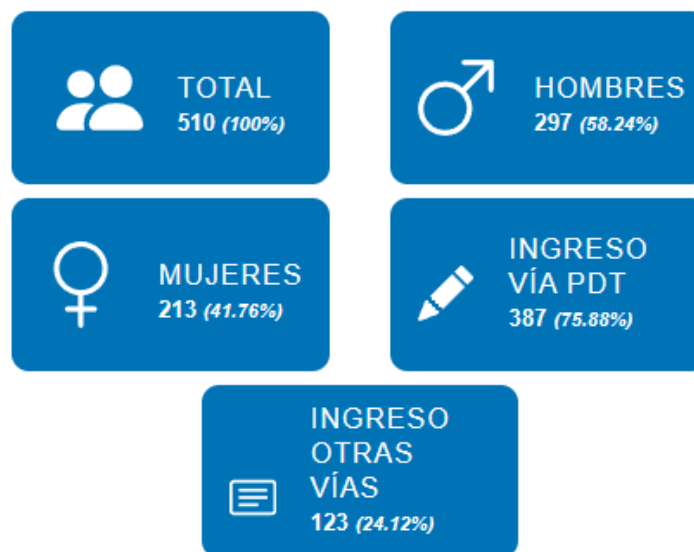 TOTAL
510 (100%)
HOMBRES
297 (58.24%)
MUJERES
213 (41.76%)
INGRESO
VÍA PDT
387 (75.88%)
INGRESO
OTRAS
VÍAS
123 (24.12%)